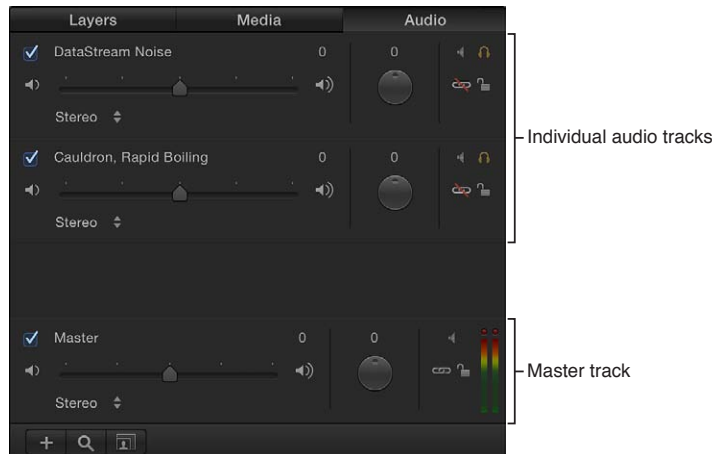 Layers Media Audio
DataStream Noise 0 0
Stereo
Individual audio tracks
Cauldron, Rapid Boiling 0 0
Stereo
Master 0 0
Master track
Stereo